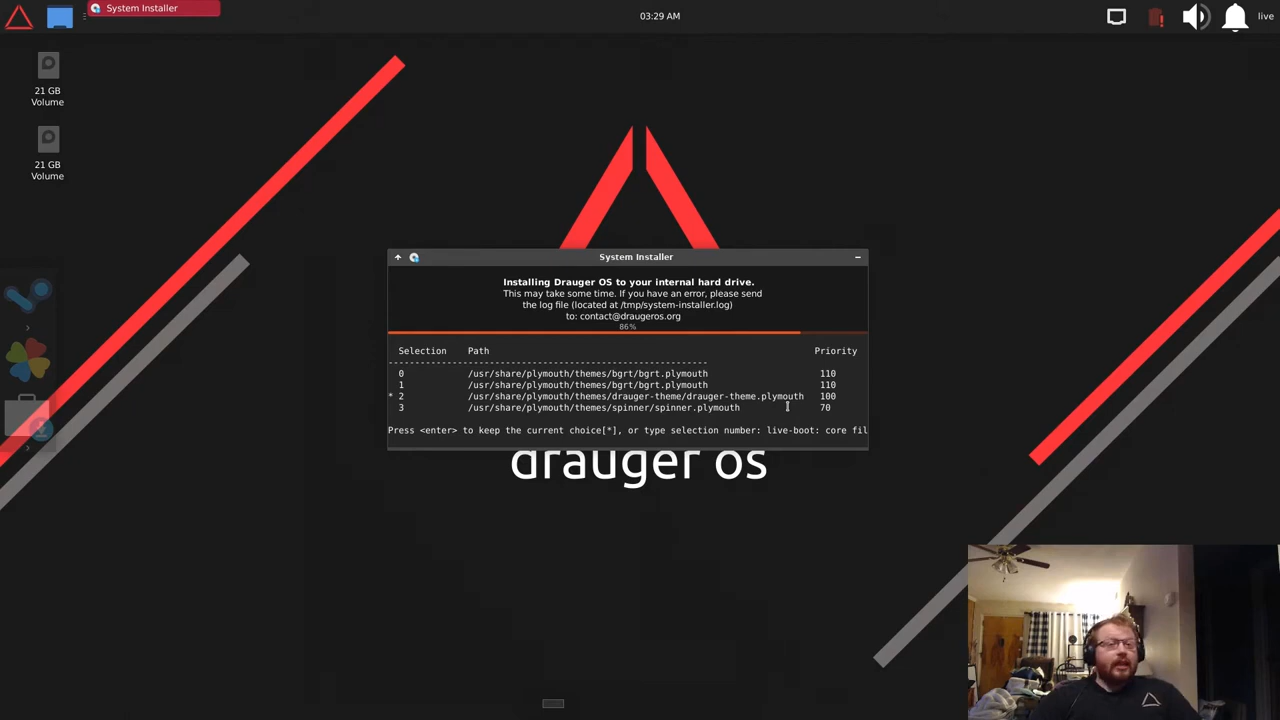 System Installer
03:29 AM
live
21 GB
Volume
21 GB
Volume
System Installer
Installing Drauger OS to your internal hard drive.
This may take some time. If you have an error, please send
the log file (located at /tmp/system-installer.log)
to: contact@draugeros.org
86%
Selection Path Priority
------------------------------------------------------------
0 /usr/share/plymouth/themes/bgrt/bgrt.plymouth 110
1 /usr/share/plymouth/themes/bgrt/bgrt.plymouth 110
* 2 /usr/share/plymouth/themes/drauger-theme/drauger-theme.plymouth 100
3 /usr/share/plymouth/themes/spinner/spinner.plymouth 70
Press <enter> to keep the current choice[*], or type selection number: live-boot: core fil
drauger os